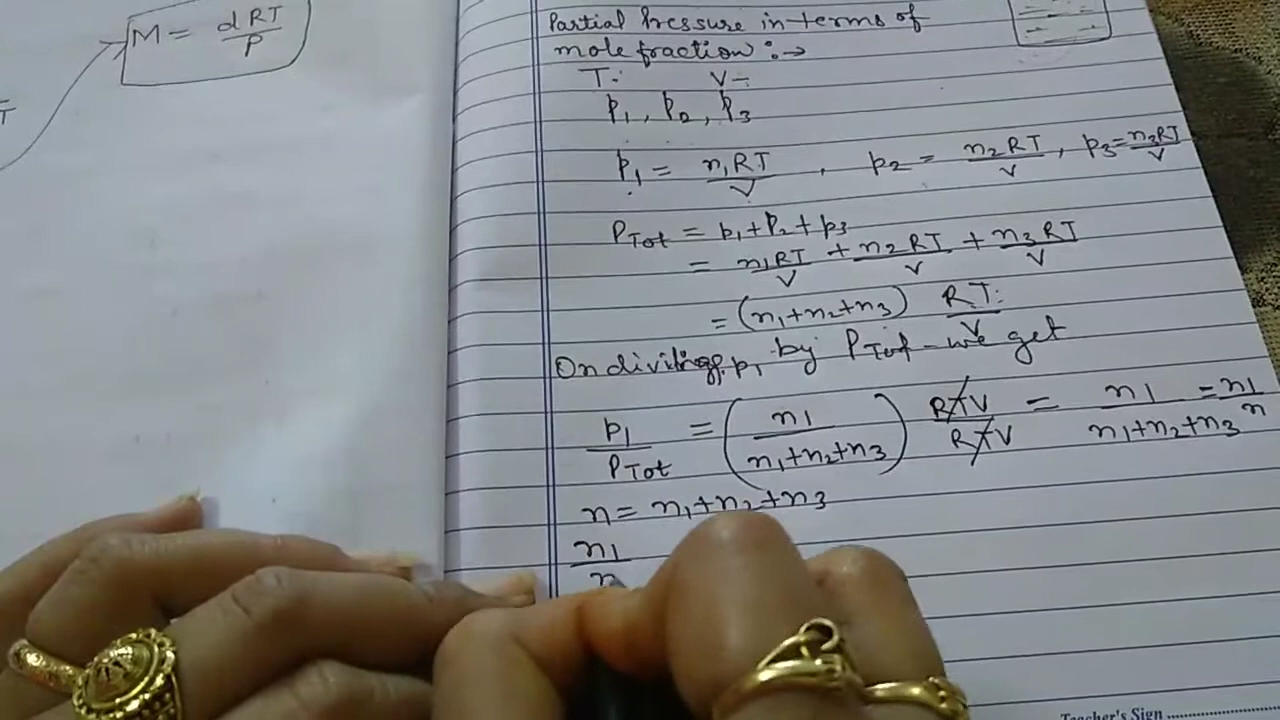 M = dRT/P
T
Partial Pressure in terms of
mole fraction :→
T- V-
p1, p2, p3
p1 = n1RT/V , p2 = n2RT/V , p3 = n3RT/V
PTot = p1+P2+p3
= n1RT/V + n2RT/V + n3RT/V
= (n1+n2+n3) RT/V
On dividing p1 by PTot we get
p1/PTot = (n1/(n1+n2+n3)) RTV/RTV = n1/(n1+n2+n3) = n1/n
n = n1+n2+n3
n1/n
Teacher's Sign ..................